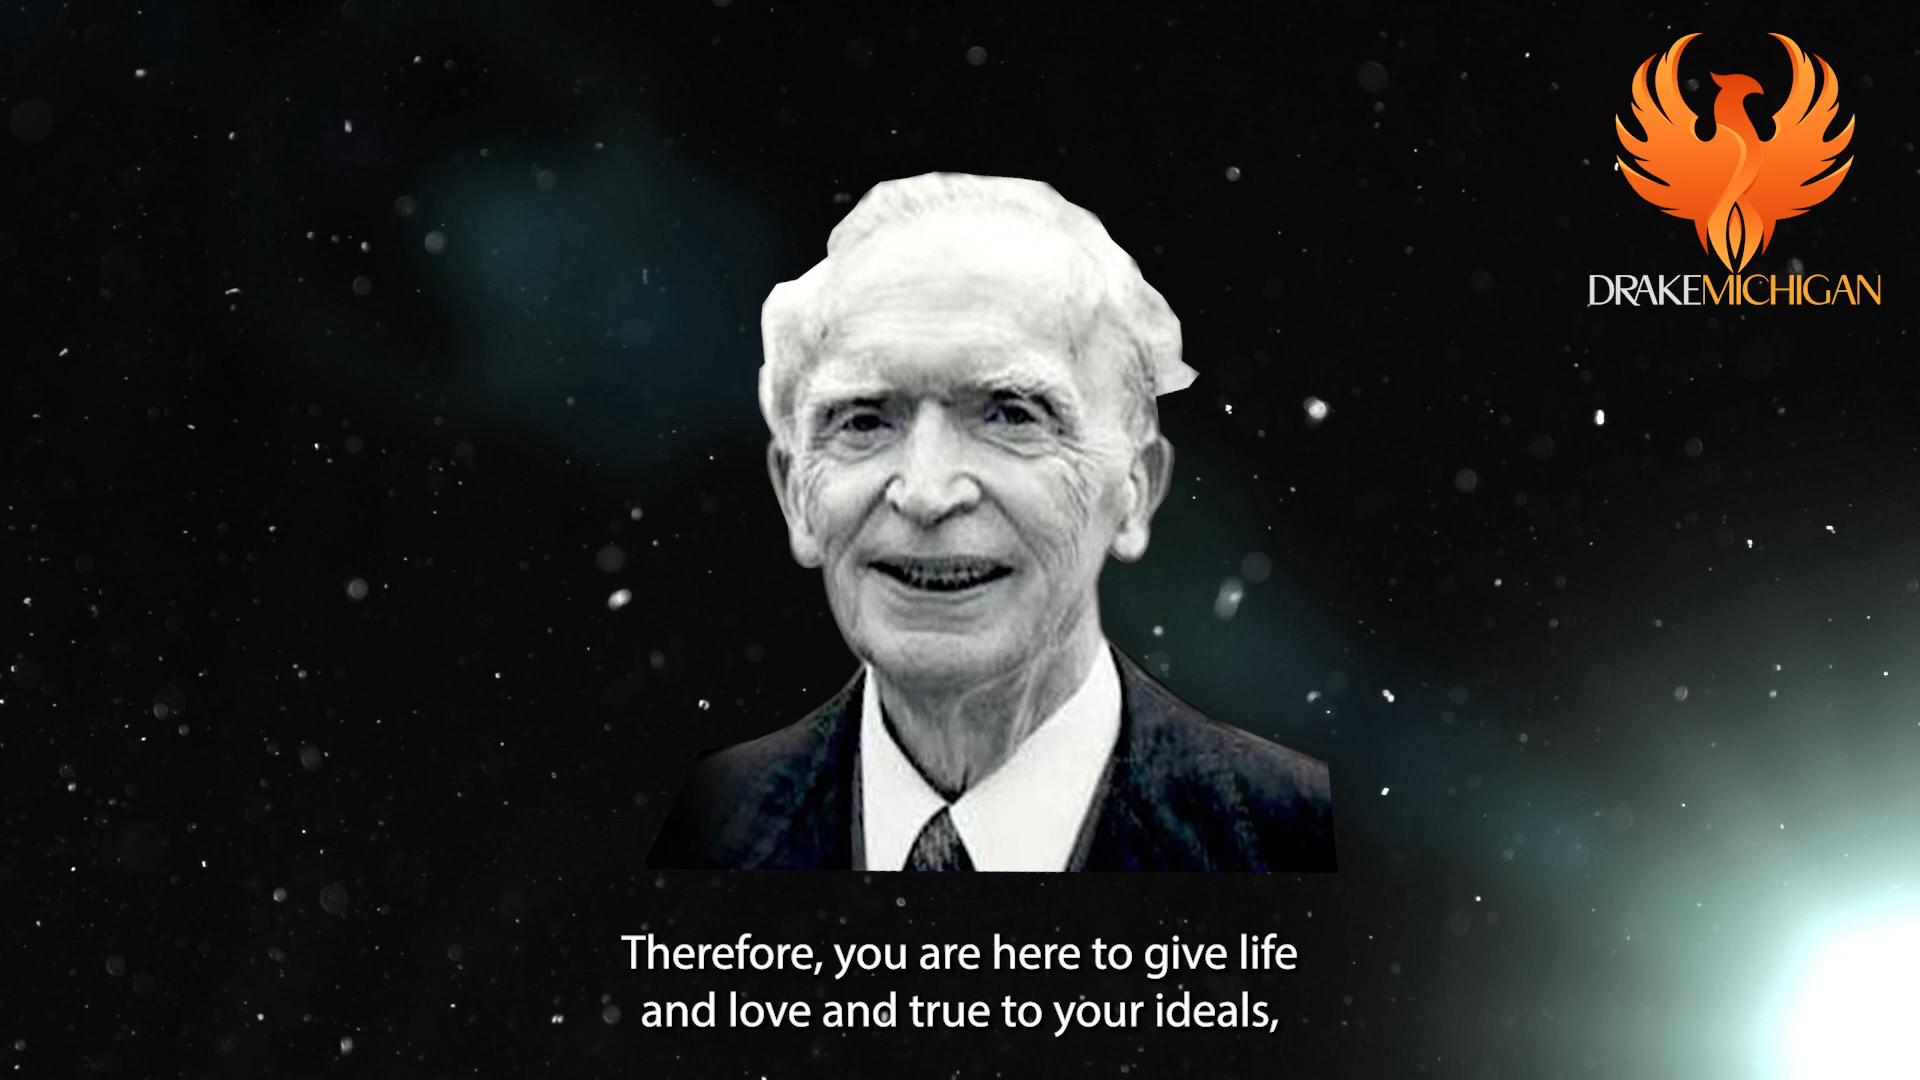 DRAKEMICHIGAN
Therefore, you are here to give life
and love and true to your ideals,